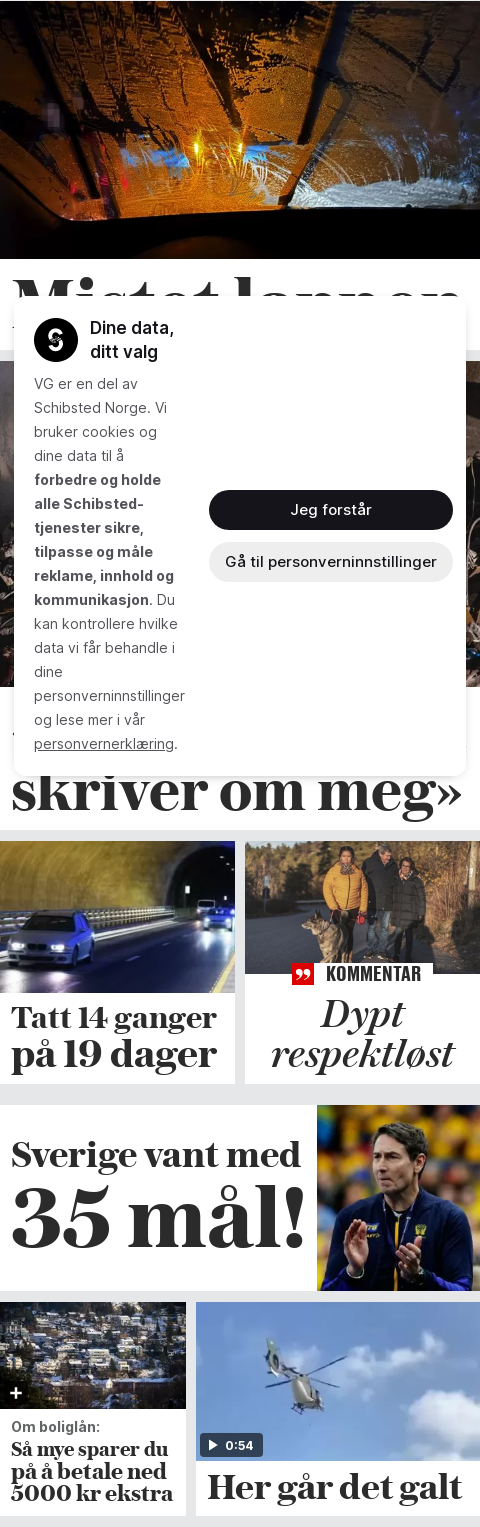 Mistet lappen
Dine data,
ditt valg
VG er en del av
Schibsted Norge. Vi
bruker cookies og
dine data til å
forbedre og holde
alle Schibsted-
tjenester sikre,
tilpasse og måle
reklame, innhold og
kommunikasjon. Du
kan kontrollere hvilke
data vi får behandle i
dine
personverninnstillinger
og lese mer i vår
personvernerklæring.
Jeg forstår
Gå til personverninnstillinger
skriver om meg»
Tatt 14 ganger
på 19 dager
KOMMENTAR
Dypt
respektløst
Sverige vant med
35 mål!
Om boliglån:
Så mye sparer du
på å betale ned
5000 kr ekstra
0:54
Her går det galt